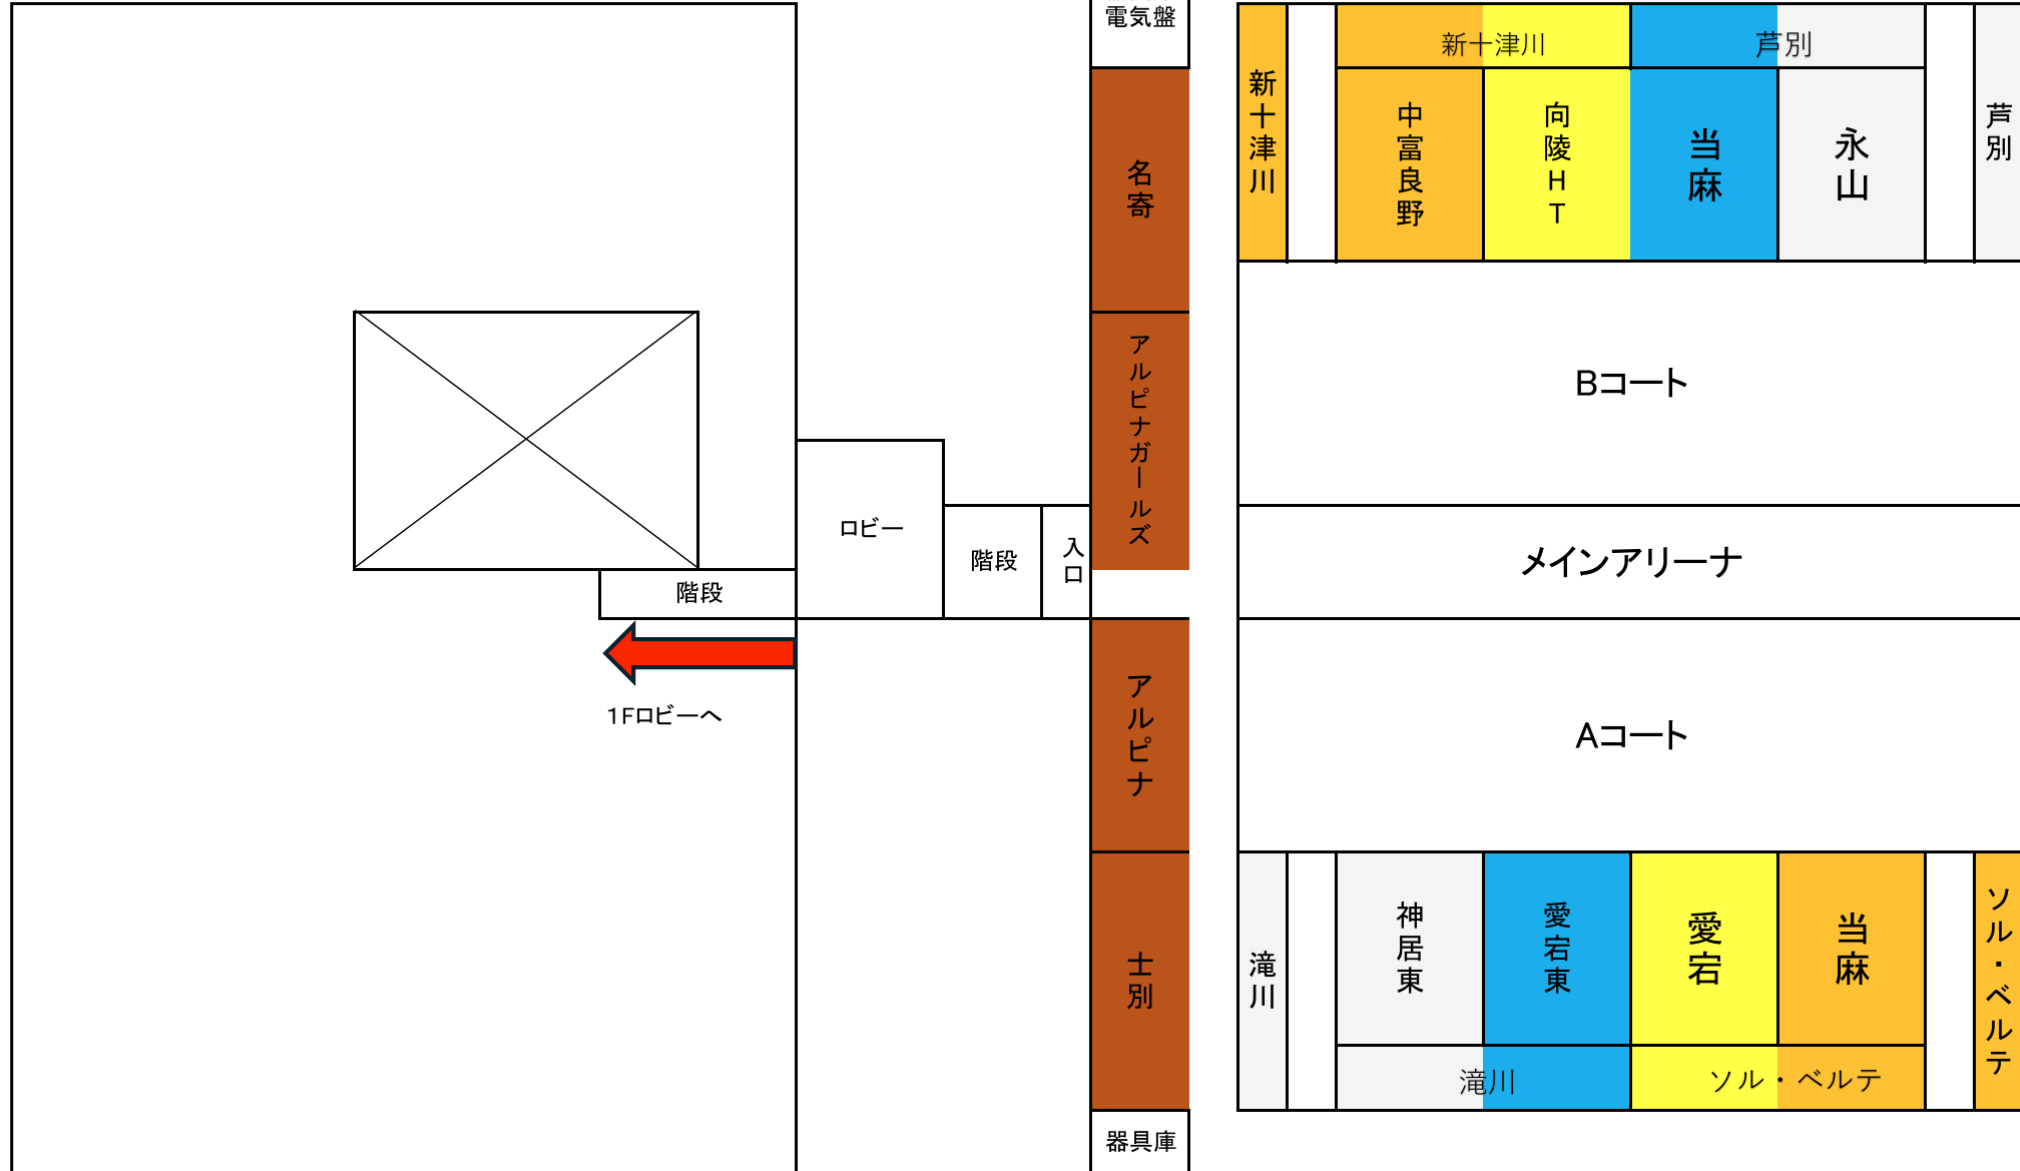 電気盤
新十津川
芦別
新十津川
中富良野
向陵HT
当麻
永山
芦別
名寄
アルピナガールズ
Bコート
ロビー
階段
入口
メインアリーナ
階段
1Fロビーへ
アルピナ
Aコート
士別
滝川
神居東
愛宕東
愛宕
当麻
ソル・ベルテ
滝川
ソル・ベルテ
器具庫